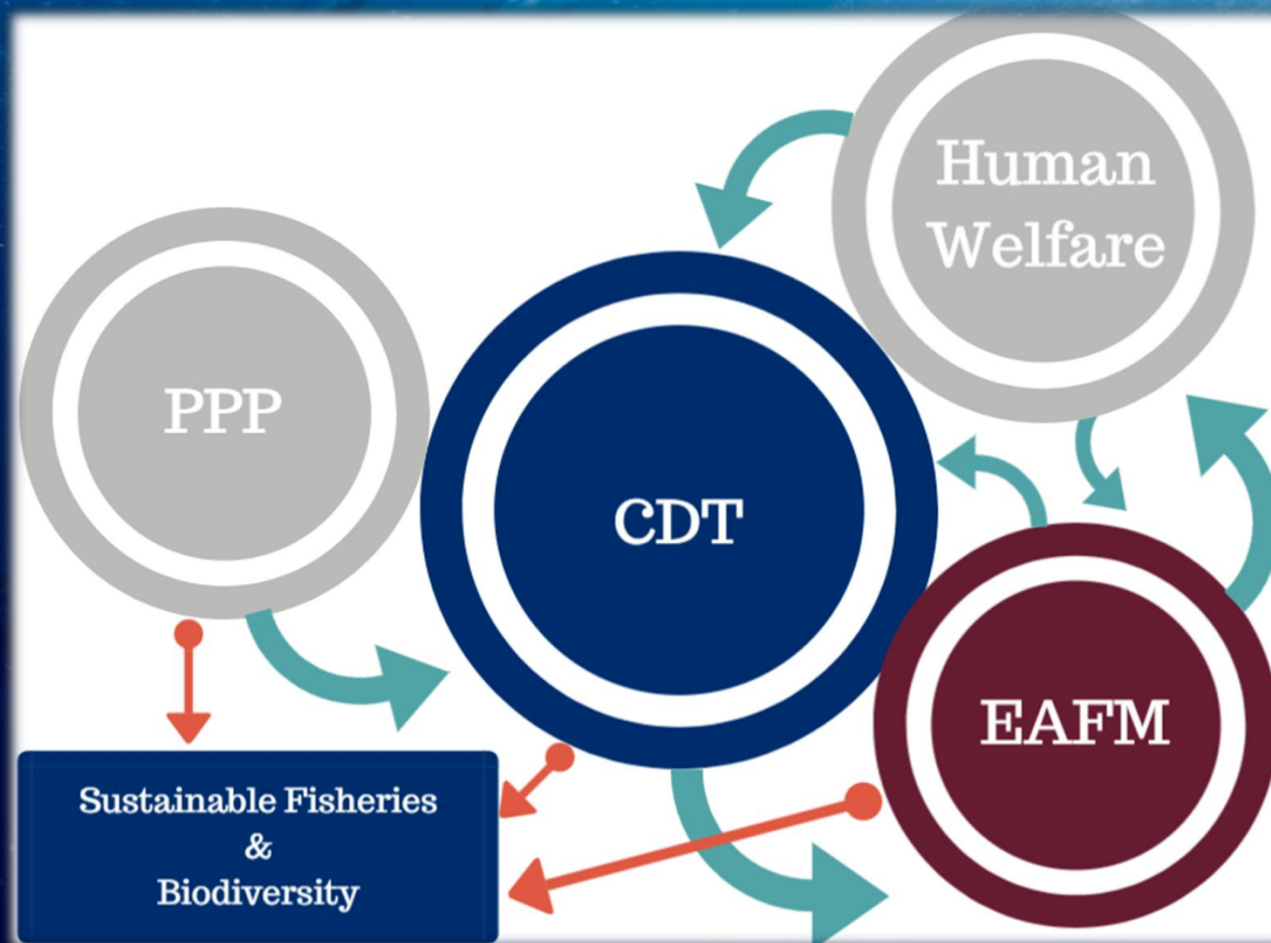 Human
Welfare
PPP
CDT
EAFM
Sustainable Fisheries
&
Biodiversity